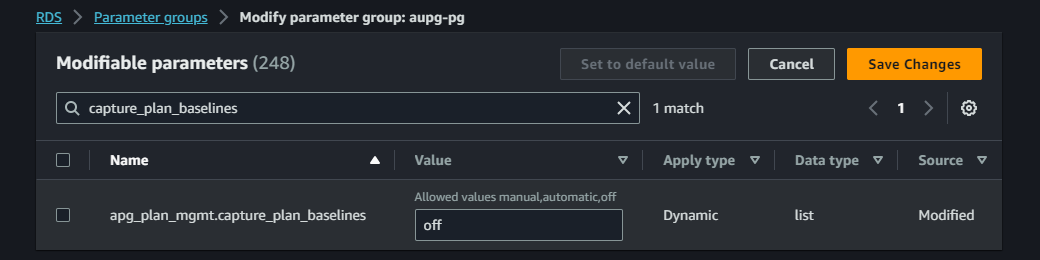 RDS > Parameter groups > Modify parameter group: aupg-pg
Modifiable parameters (248)
Set to default value
Cancel
Save Changes
capture_plan_baselines
1 match
1
Name
Value
Apply type
Data type
Source
Allowed values manual,automatic,off
apg_plan_mgmt.capture_plan_baselines
off
Dynamic
list
Modified